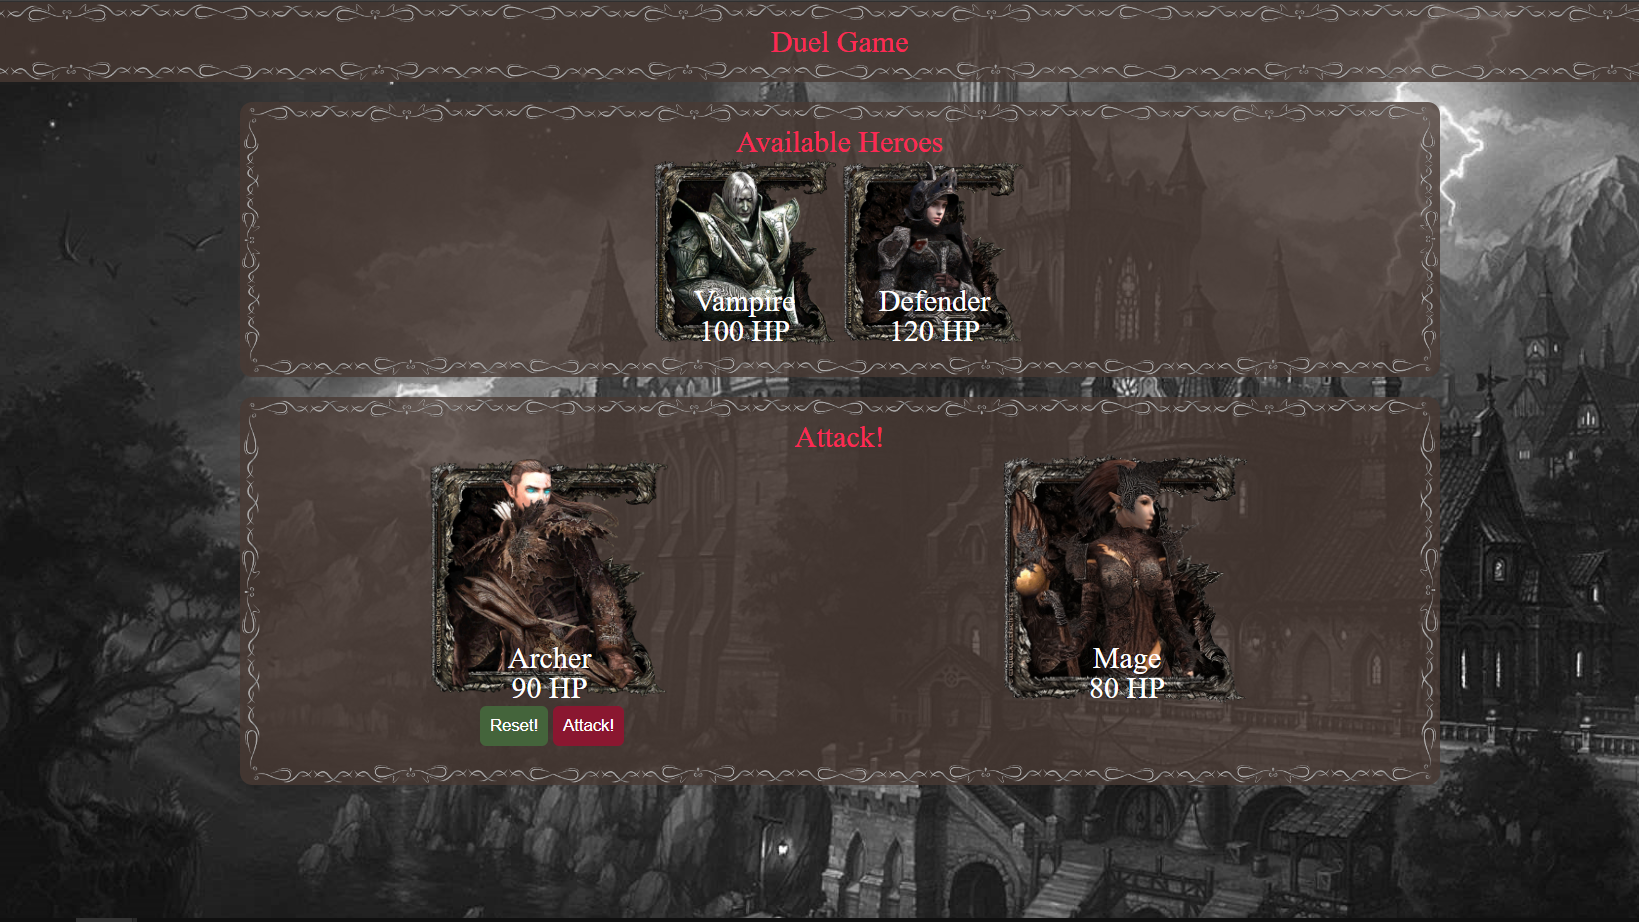 Duel Game
Available Heroes
Vampire
100 HP
Defender
120 HP
Attack!
Archer
90 HP
Reset!
Attack!
Mage
80 HP